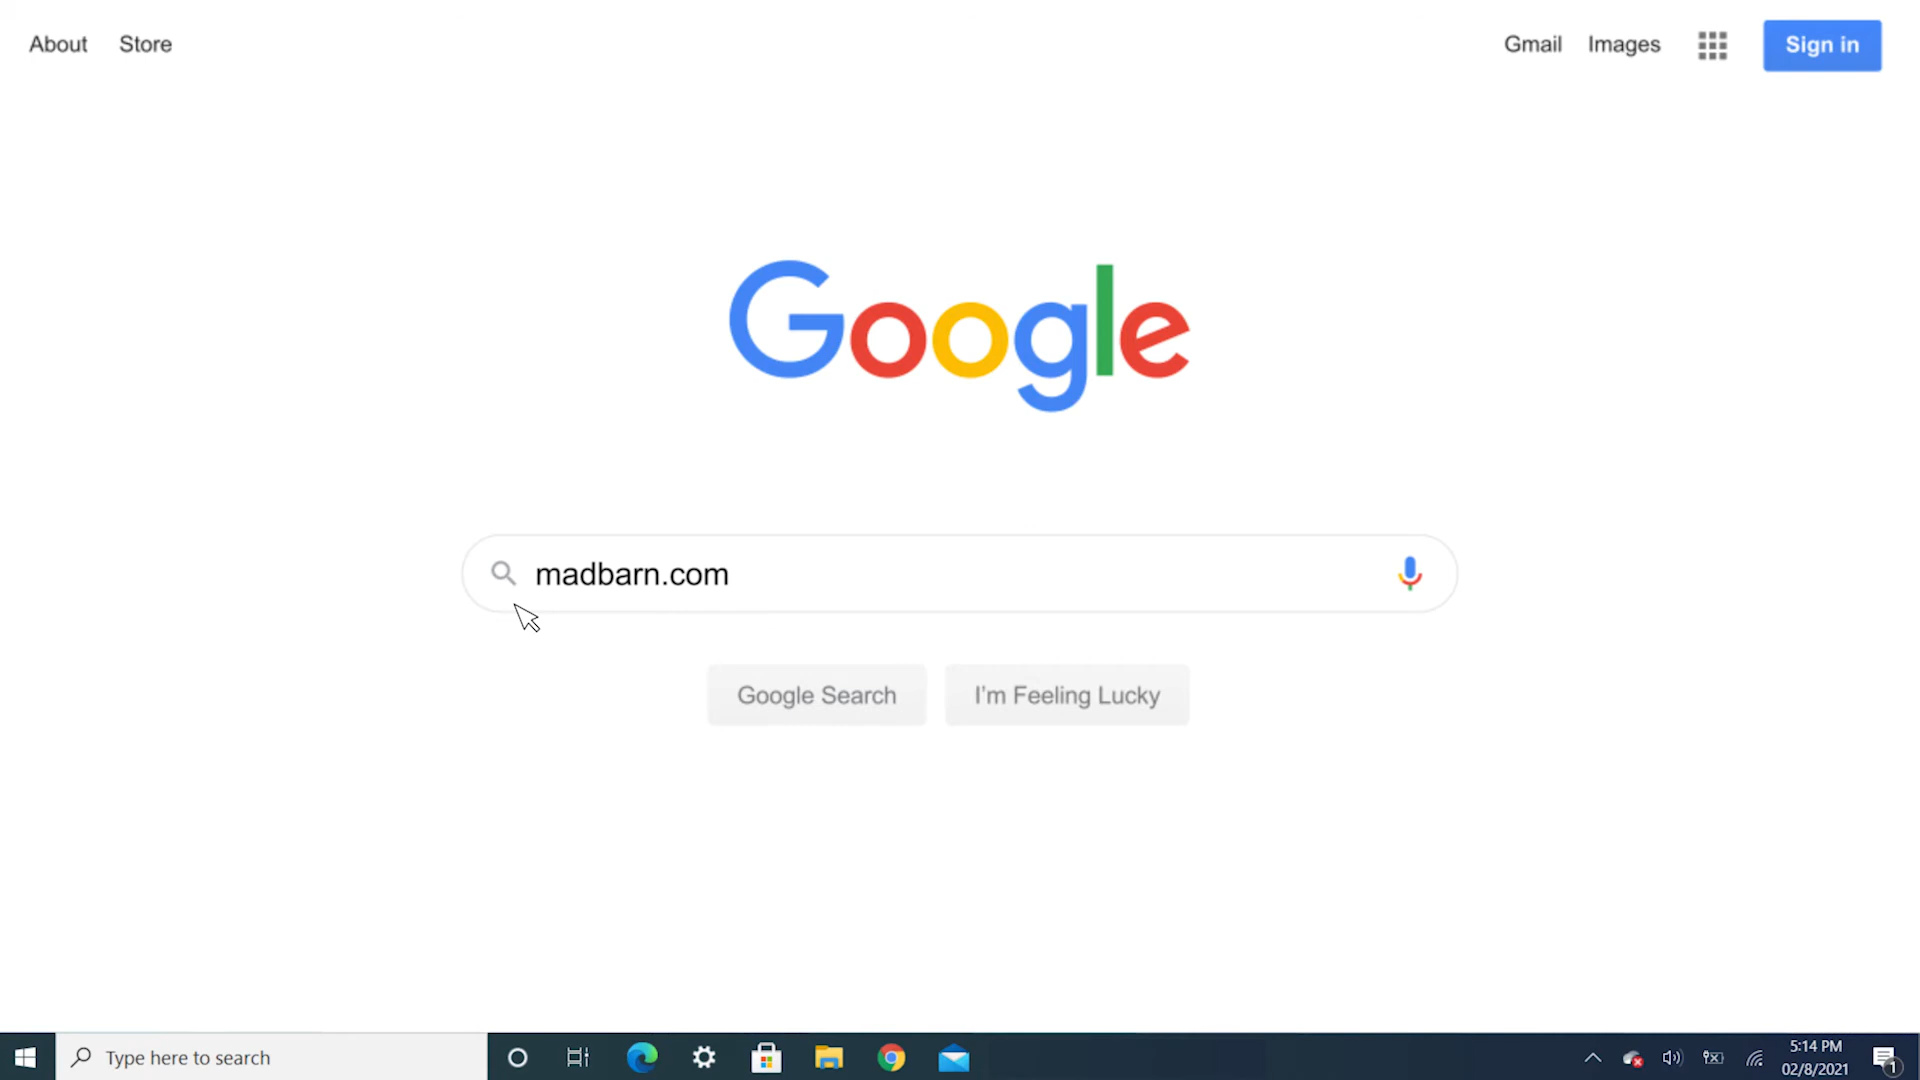 About Store
Gmail Images Sign in
Google
madbarn.com
Google Search I'm Feeling Lucky
Type here to search
5:14 PM
02/8/2021
1